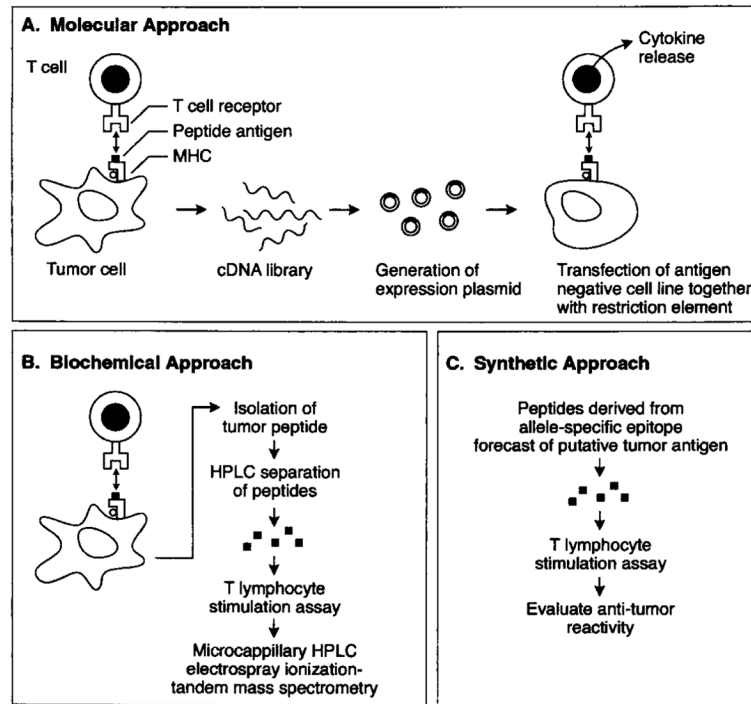 A. Molecular Approach
T cell
T cell receptor
Peptide antigen
MHC
Cytokine
release
Tumor cell
cDNA library
Generation of
expression plasmid
Transfection of antigen
negative cell line together
with restriction element
B. Biochemical Approach
Isolation of
tumor peptide
HPLC separation
of peptides
T lymphocyte
stimulation assay
Microcapillary HPLC
electrospray ionization-
tandem mass spectrometry
C. Synthetic Approach
Peptides derived from
allele-specific epitope
forecast of putative tumor antigen
T lymphocyte
stimulation assay
Evaluate anti-tumor
reactivity